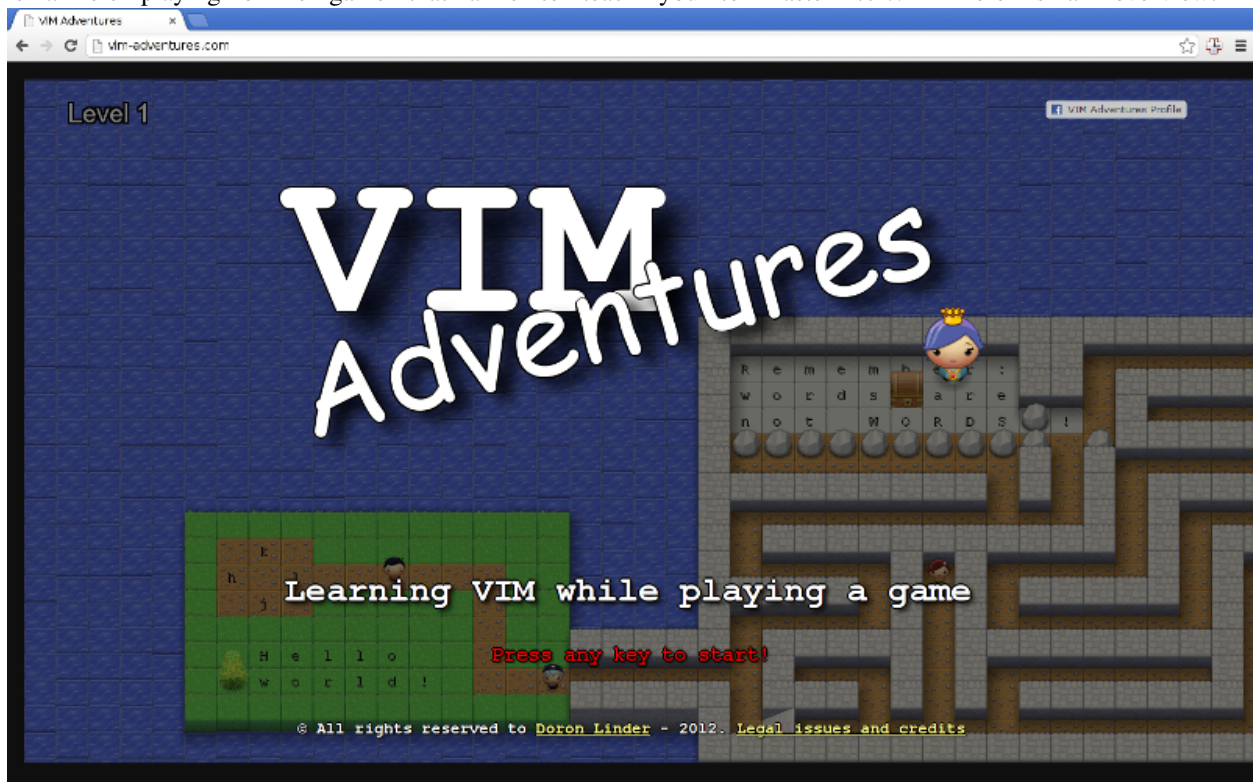 VIM Adventures
vim-adventures.com
Level 1
VIM Adventures Profile
VIM
Adventures
R e m e m :
w o r d s a r e
n o t W O R D S !
k
h
j
Learning VIM while playing a game
H e l l o
Press any key to start!
w o r l d !
© All rights reserved to Doron Linder - 2012. Legal issues and credits